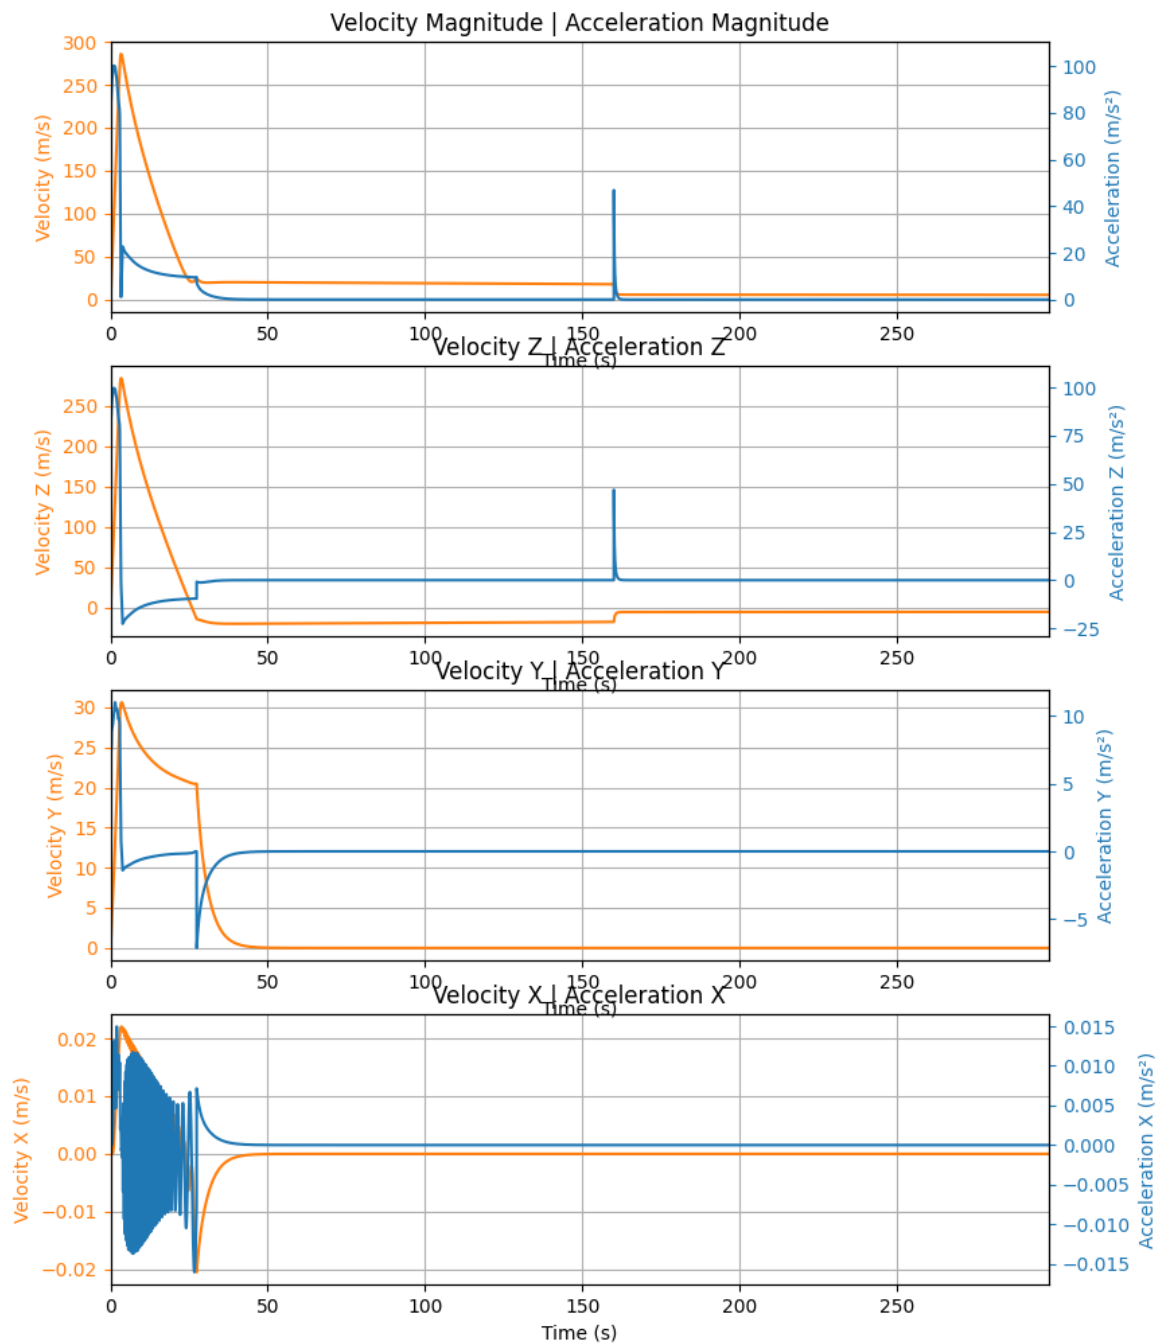 Velocity Magnitude | Acceleration Magnitude
Velocity (m/s)
300
250
200
150
100
50
0
100
80
60
40
20
0
Acceleration (m/s²)
0 50 100 150 200 250
Time (s)
Velocity Z | Acceleration Z
Velocity Z (m/s)
250
200
150
100
50
0
100
75
50
25
0
−25
Acceleration Z (m/s²)
0 50 100 150 200 250
Time (s)
Velocity Y | Acceleration Y
Velocity Y (m/s)
30
25
20
15
10
5
0
10
5
0
−5
Acceleration Y (m/s²)
0 50 100 150 200 250
Time (s)
Velocity X | Acceleration X
Velocity X (m/s)
0.02
0.01
0.00
−0.01
−0.02
0.015
0.010
0.005
0.000
−0.005
−0.010
−0.015
Acceleration X (m/s²)
0 50 100 150 200 250
Time (s)